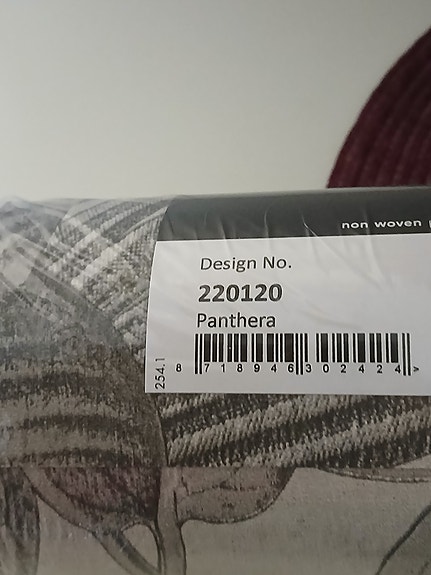 non woven
Design No.
220120
Panthera
254.1
8 718946 302424 >